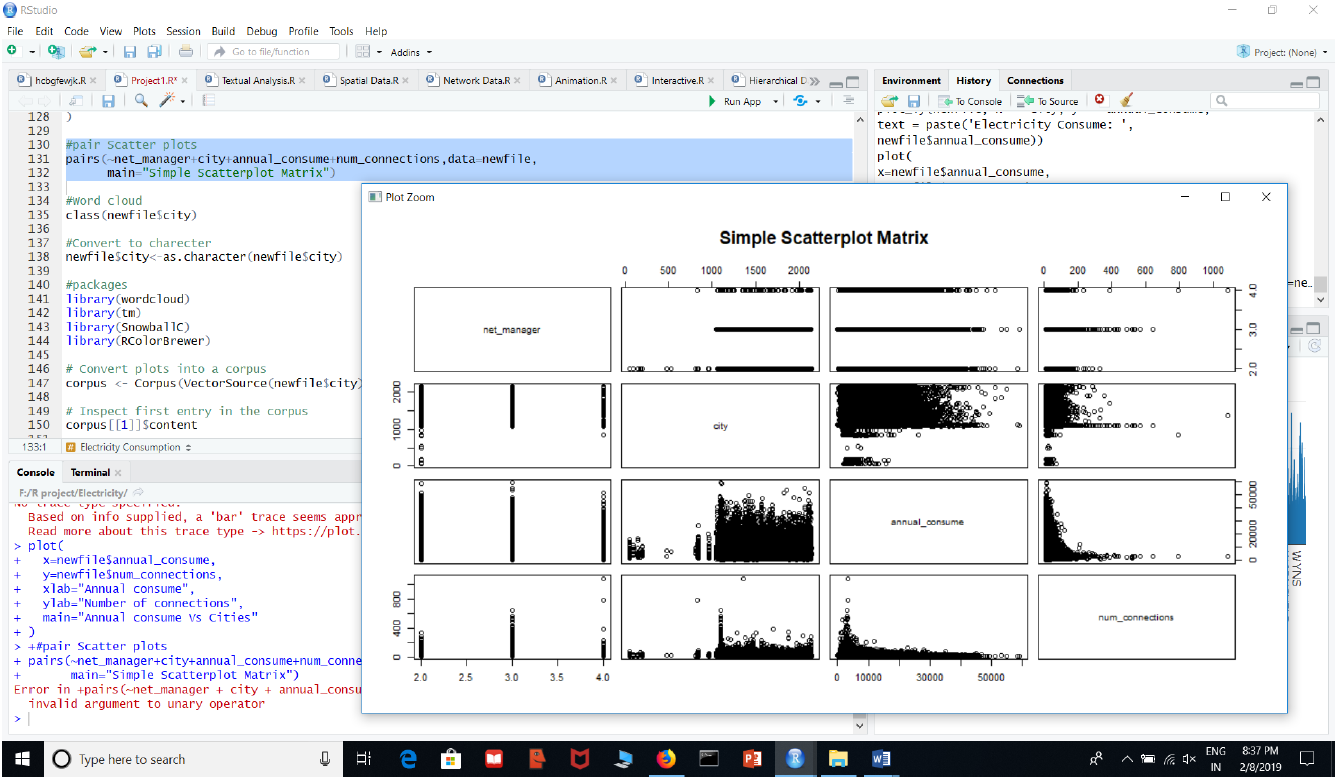 RStudio
File Edit Code View Plots Session Build Debug Profile Tools Help
Go to file/function
Addins
Project: (None)
hcbgfewjk.R
Project1.R*
Textual Analysis.R
Spatial Data.R
Network Data.R
Animation.R
Interactive.R
Hierarchical D
Run App
128 )
129
130 #pair Scatter plots
131 pairs(~net_manager+city+annual_consume+num_connections,data=newfile,
132 main="Simple Scatterplot Matrix")
133
134 #Word cloud
135 class(newfile$city)
136
137 #Convert to charecter
138 newfile$city<-as.character(newfile$city)
139
140 #packages
141 library(wordcloud)
142 library(tm)
143 library(SnowballC)
144 library(RColorBrewer)
145
146 # Convert plots into a corpus
147 corpus <- Corpus(VectorSource(newfile$city)
148
149 # Inspect first entry in the corpus
150 corpus[[1]]$content
133:1 Electricity Consumption
Console Terminal
F:/R project/Electricity/
Based on info supplied, a 'bar' trace seems appr
Read more about this trace type -> https://plot.
> plot(
+ x=newfile$annual_consume,
+ y=newfile$num_connections,
+ xlab="Annual consume",
+ ylab="Number of connections",
+ main="Annual consume Vs Cities"
+ )
> +#pair Scatter plots
+ pairs(~net_manager+city+annual_consume+num_conne
+ main="Simple Scatterplot Matrix")
Error in +pairs(~net_manager + city + annual_consu
invalid argument to unary operator
>
Environment History Connections
To Console To Source
text = paste('Electricity Consume: ',
newfile$annual_consume))
plot(
x=newfile$annual_consume,
=ne..
WYNS
Plot Zoom
Simple Scatterplot Matrix
0 500 1000 1500 2000
0 200 400 600 800 1000
net_manager
2.0 3.0 4.0
0 1000 2000
city
annual_consume
0 20000 50000
0 400 800
num_connections
2.0 2.5 3.0 3.5 4.0
0 10000 30000 50000
Type here to search
ENG
IN
8:37 PM
2/8/2019